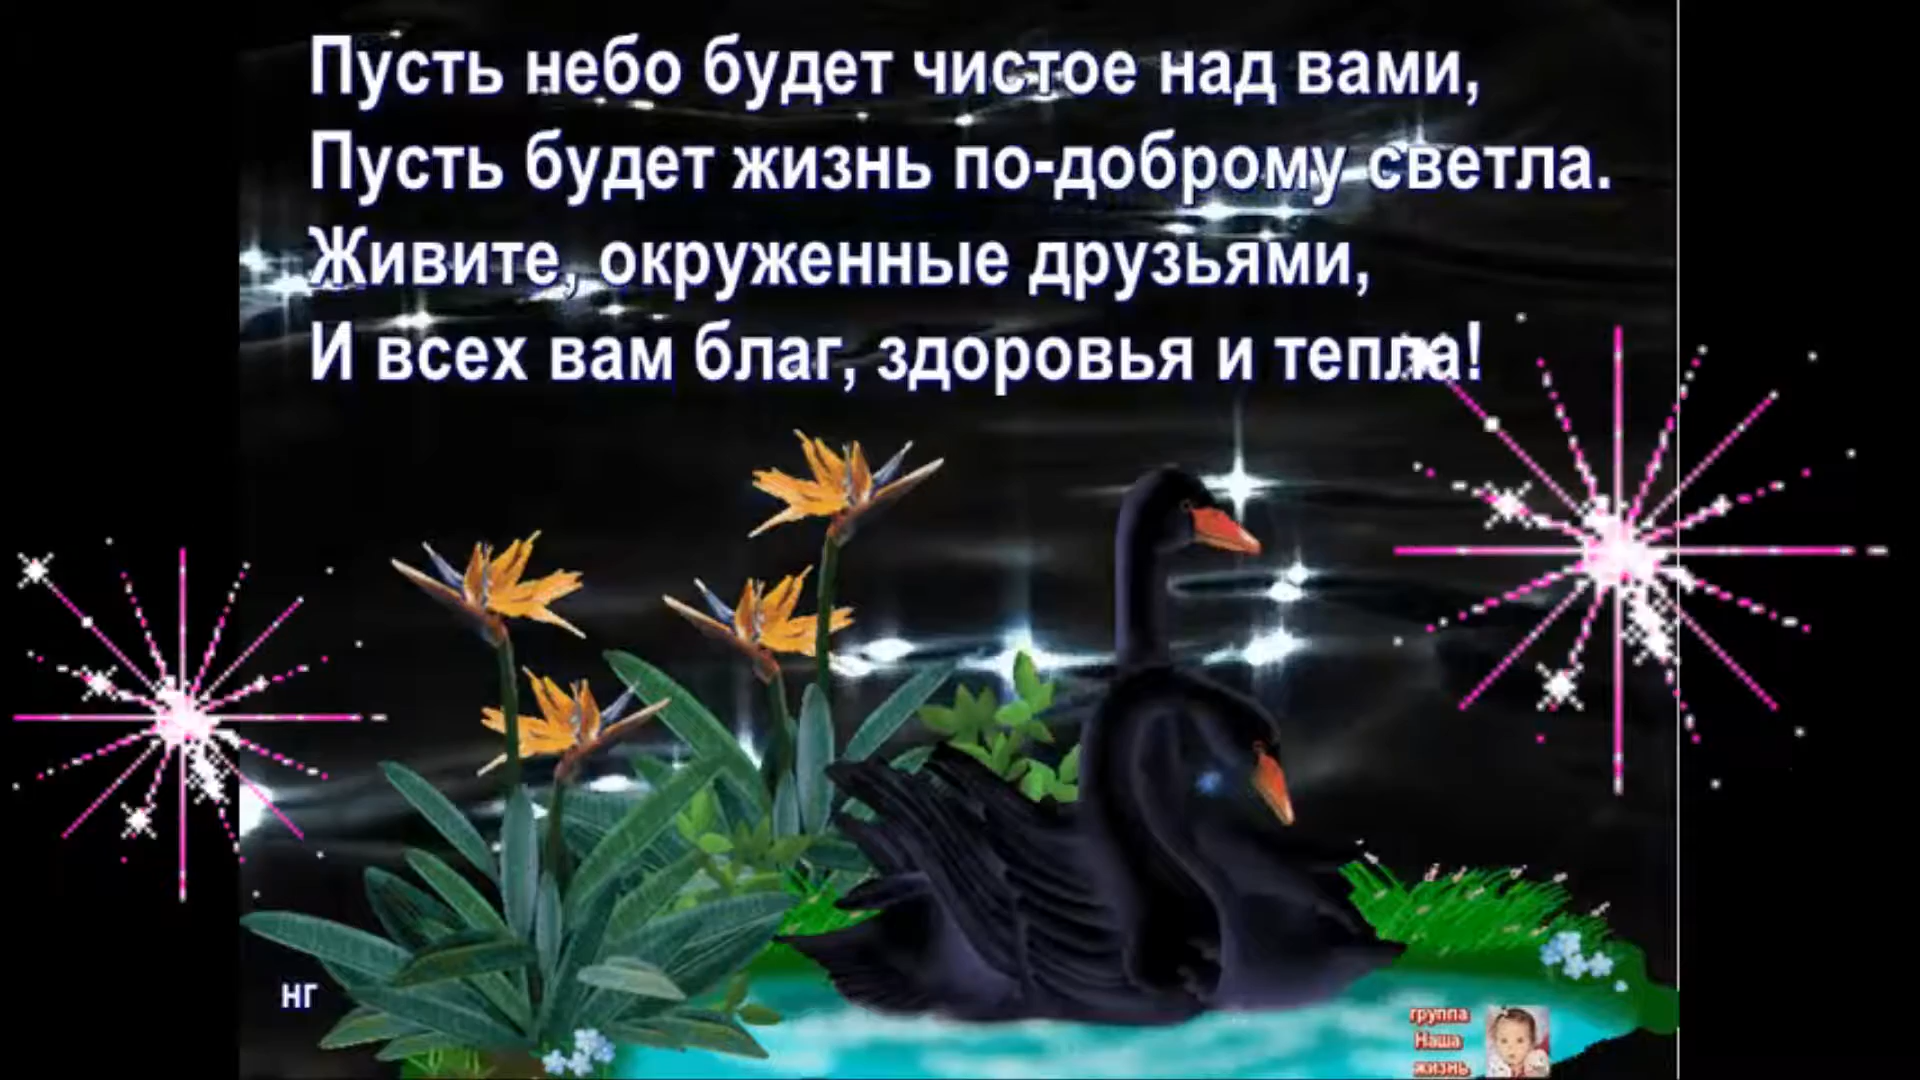 Пусть небо будет чистое над вами,
Пусть будет жизнь по-доброму светла.
Живите, окруженные друзьями,
И всех вам благ, здоровья и тепла!
нг
группа
Наша
жизнь